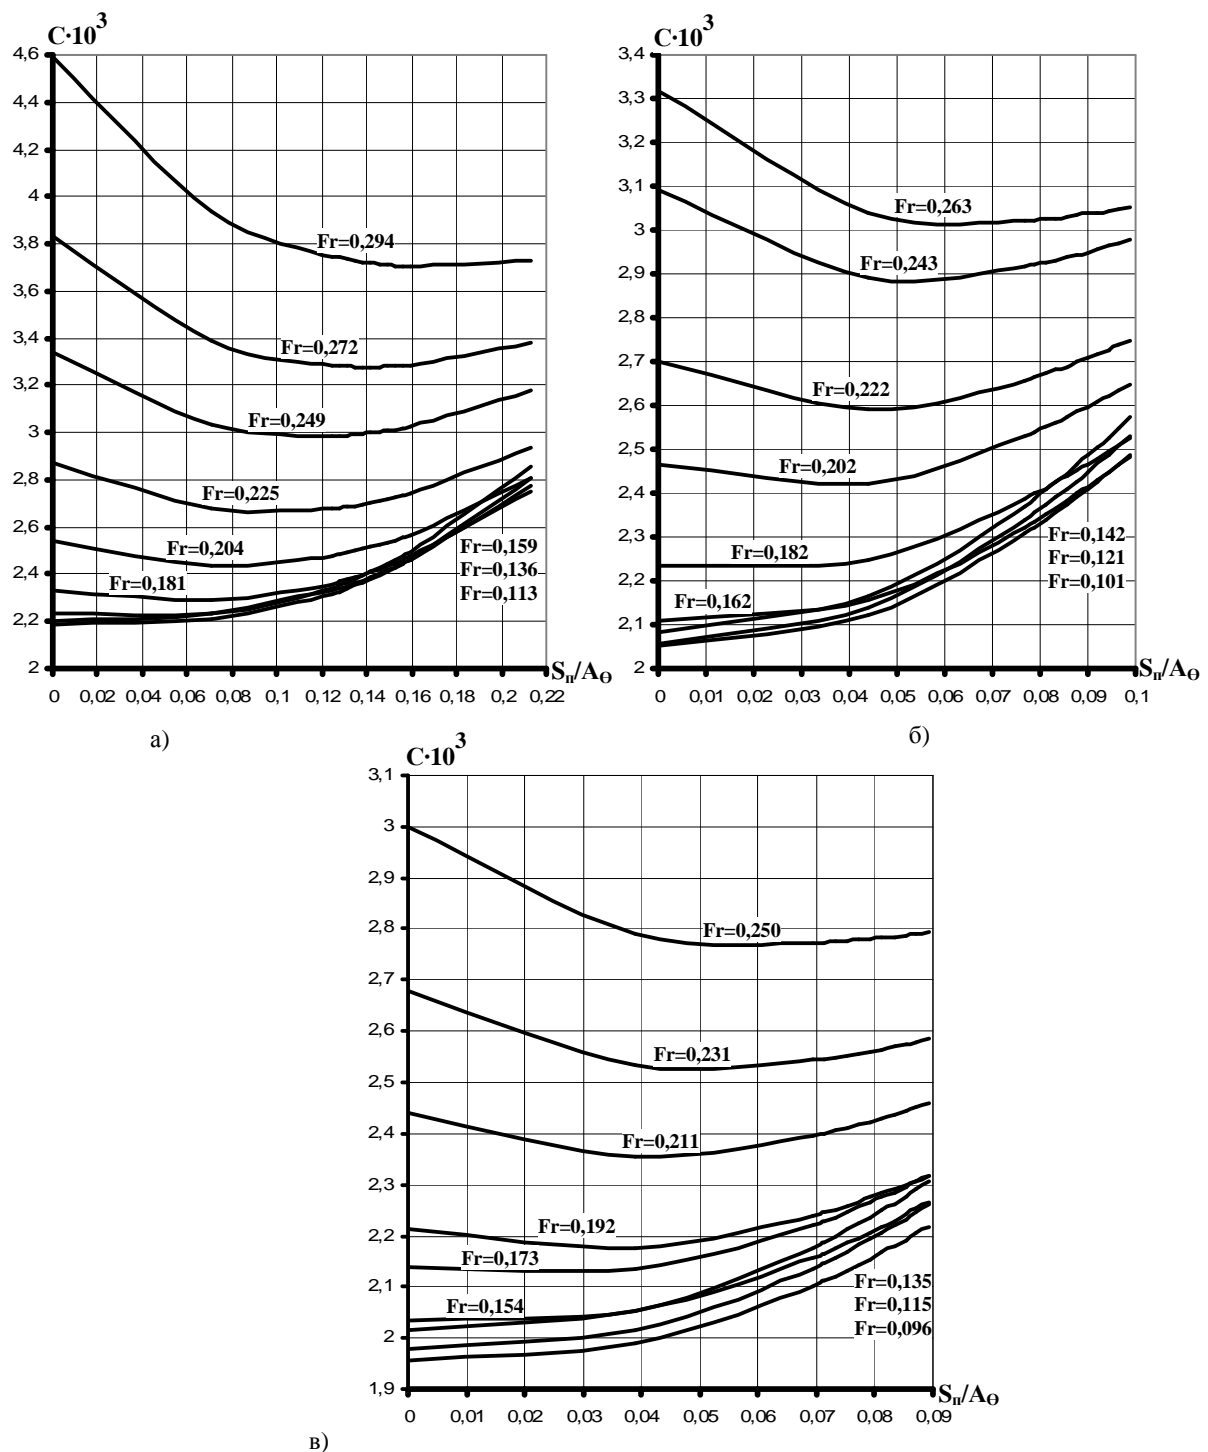 C·10³
4,6
4,4
4,2
4
3,8
3,6
3,4
3,2
3
2,8
2,6
2,4
2,2
2
Fr=0,294
Fr=0,272
Fr=0,249
Fr=0,225
Fr=0,204
Fr=0,181
Fr=0,159
Fr=0,136
Fr=0,113
Sп/Aѳ
0 0,02 0,04 0,06 0,08 0,1 0,12 0,14 0,16 0,18 0,2 0,22
а)
C·10³
3,4
3,3
3,2
3,1
3
2,9
2,8
2,7
2,6
2,5
2,4
2,3
2,2
2,1
2
Fr=0,263
Fr=0,243
Fr=0,222
Fr=0,202
Fr=0,182
Fr=0,162
Fr=0,142
Fr=0,121
Fr=0,101
Sп/Aѳ
0 0,01 0,02 0,03 0,04 0,05 0,06 0,07 0,08 0,09 0,1
б)
C·10³
3,1
3
2,9
2,8
2,7
2,6
2,5
2,4
2,3
2,2
2,1
2
1,9
Fr=0,250
Fr=0,231
Fr=0,211
Fr=0,192
Fr=0,173
Fr=0,154
Fr=0,135
Fr=0,115
Fr=0,096
Sп/Aѳ
0 0,01 0,02 0,03 0,04 0,05 0,06 0,07 0,08 0,09
в)